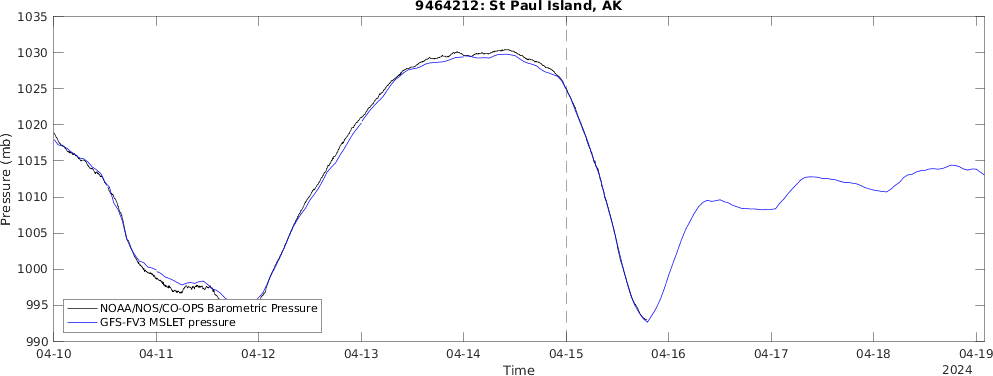 9464212: St Paul Island, AK
Pressure (mb)
1035
1030
1025
1020
1015
1010
1005
1000
995
990
NOAA/NOS/CO-OPS Barometric Pressure
GFS-FV3 MSLET pressure
04-10 04-11 04-12 04-13 04-14 04-15 04-16 04-17 04-18 04-19
Time
2024